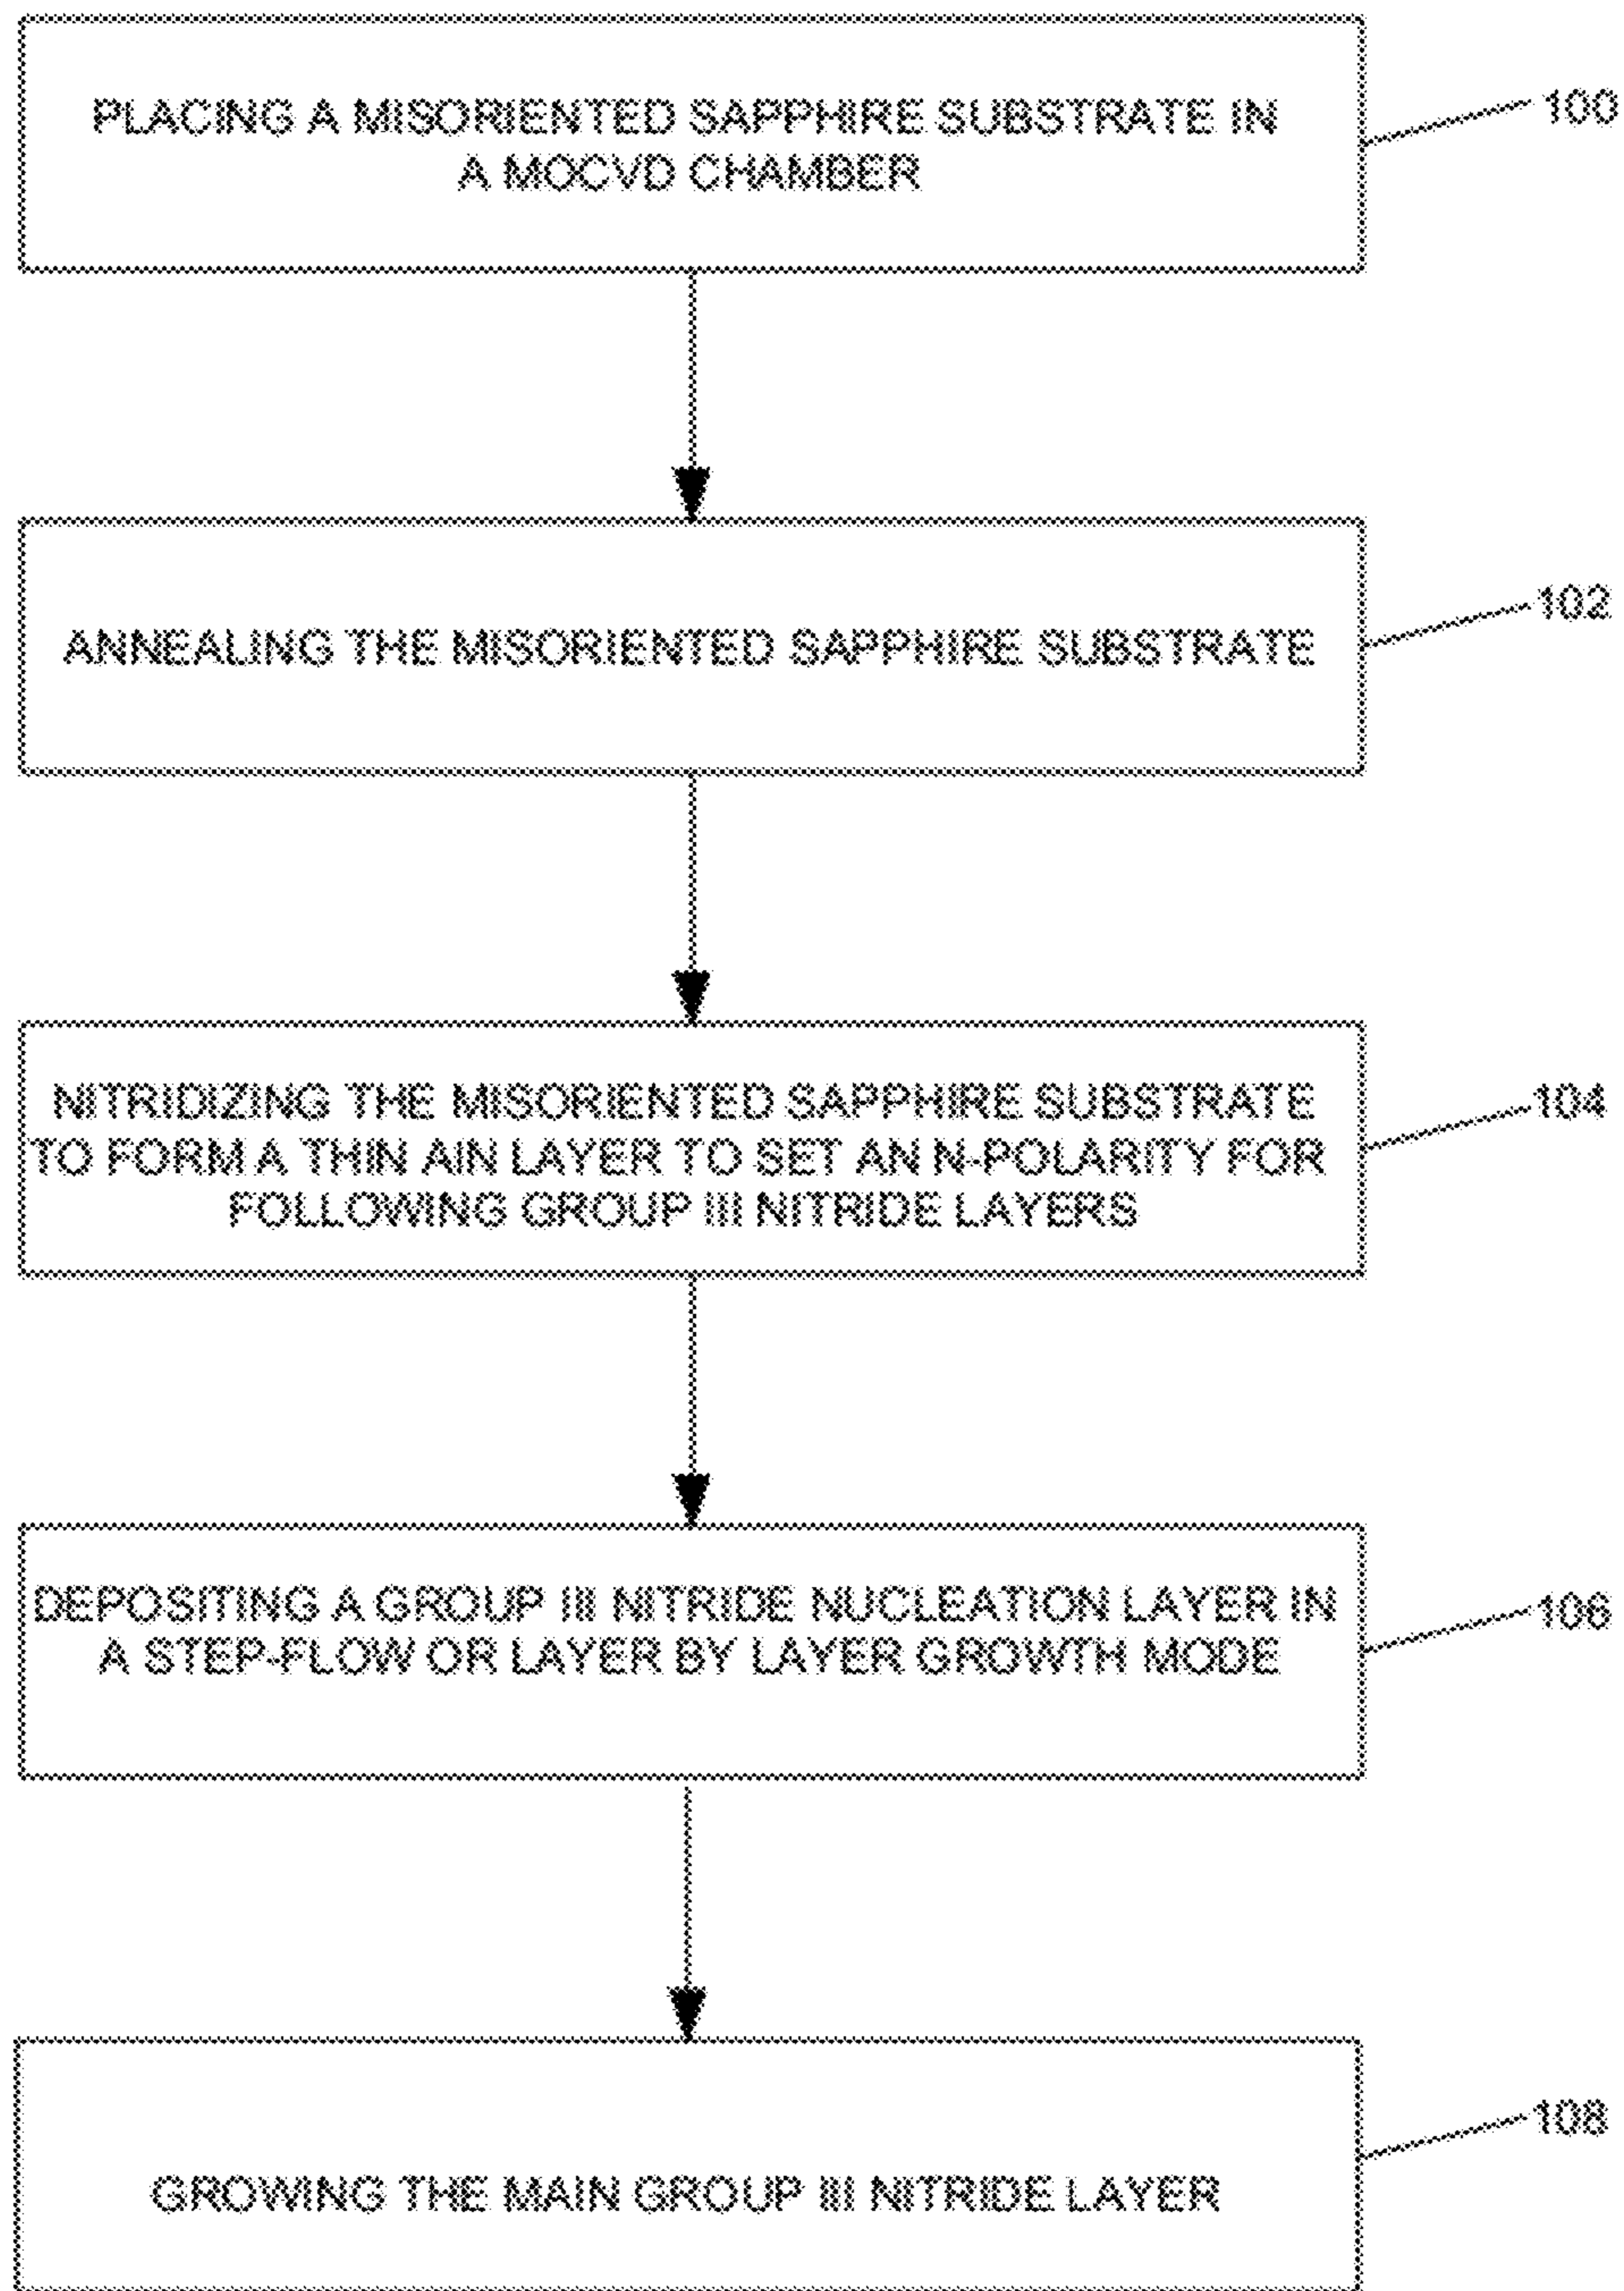 PLACING A MISORIENTED SAPPHIRE SUBSTRATE IN
A MOCVD CHAMBER
100
ANNEALING THE MISORIENTED SAPPHIRE SUBSTRATE
102
NITRIDIZING THE MISORIENTED SAPPHIRE SUBSTRATE
TO FORM A THIN AlN LAYER TO SET AN N-POLARITY FOR
FOLLOWING GROUP III NITRIDE LAYERS
104
DEPOSITING A GROUP III NITRIDE NUCLEATION LAYER IN
A STEP-FLOW OR LAYER BY LAYER GROWTH MODE
106
GROWING THE MAIN GROUP III NITRIDE LAYER
108